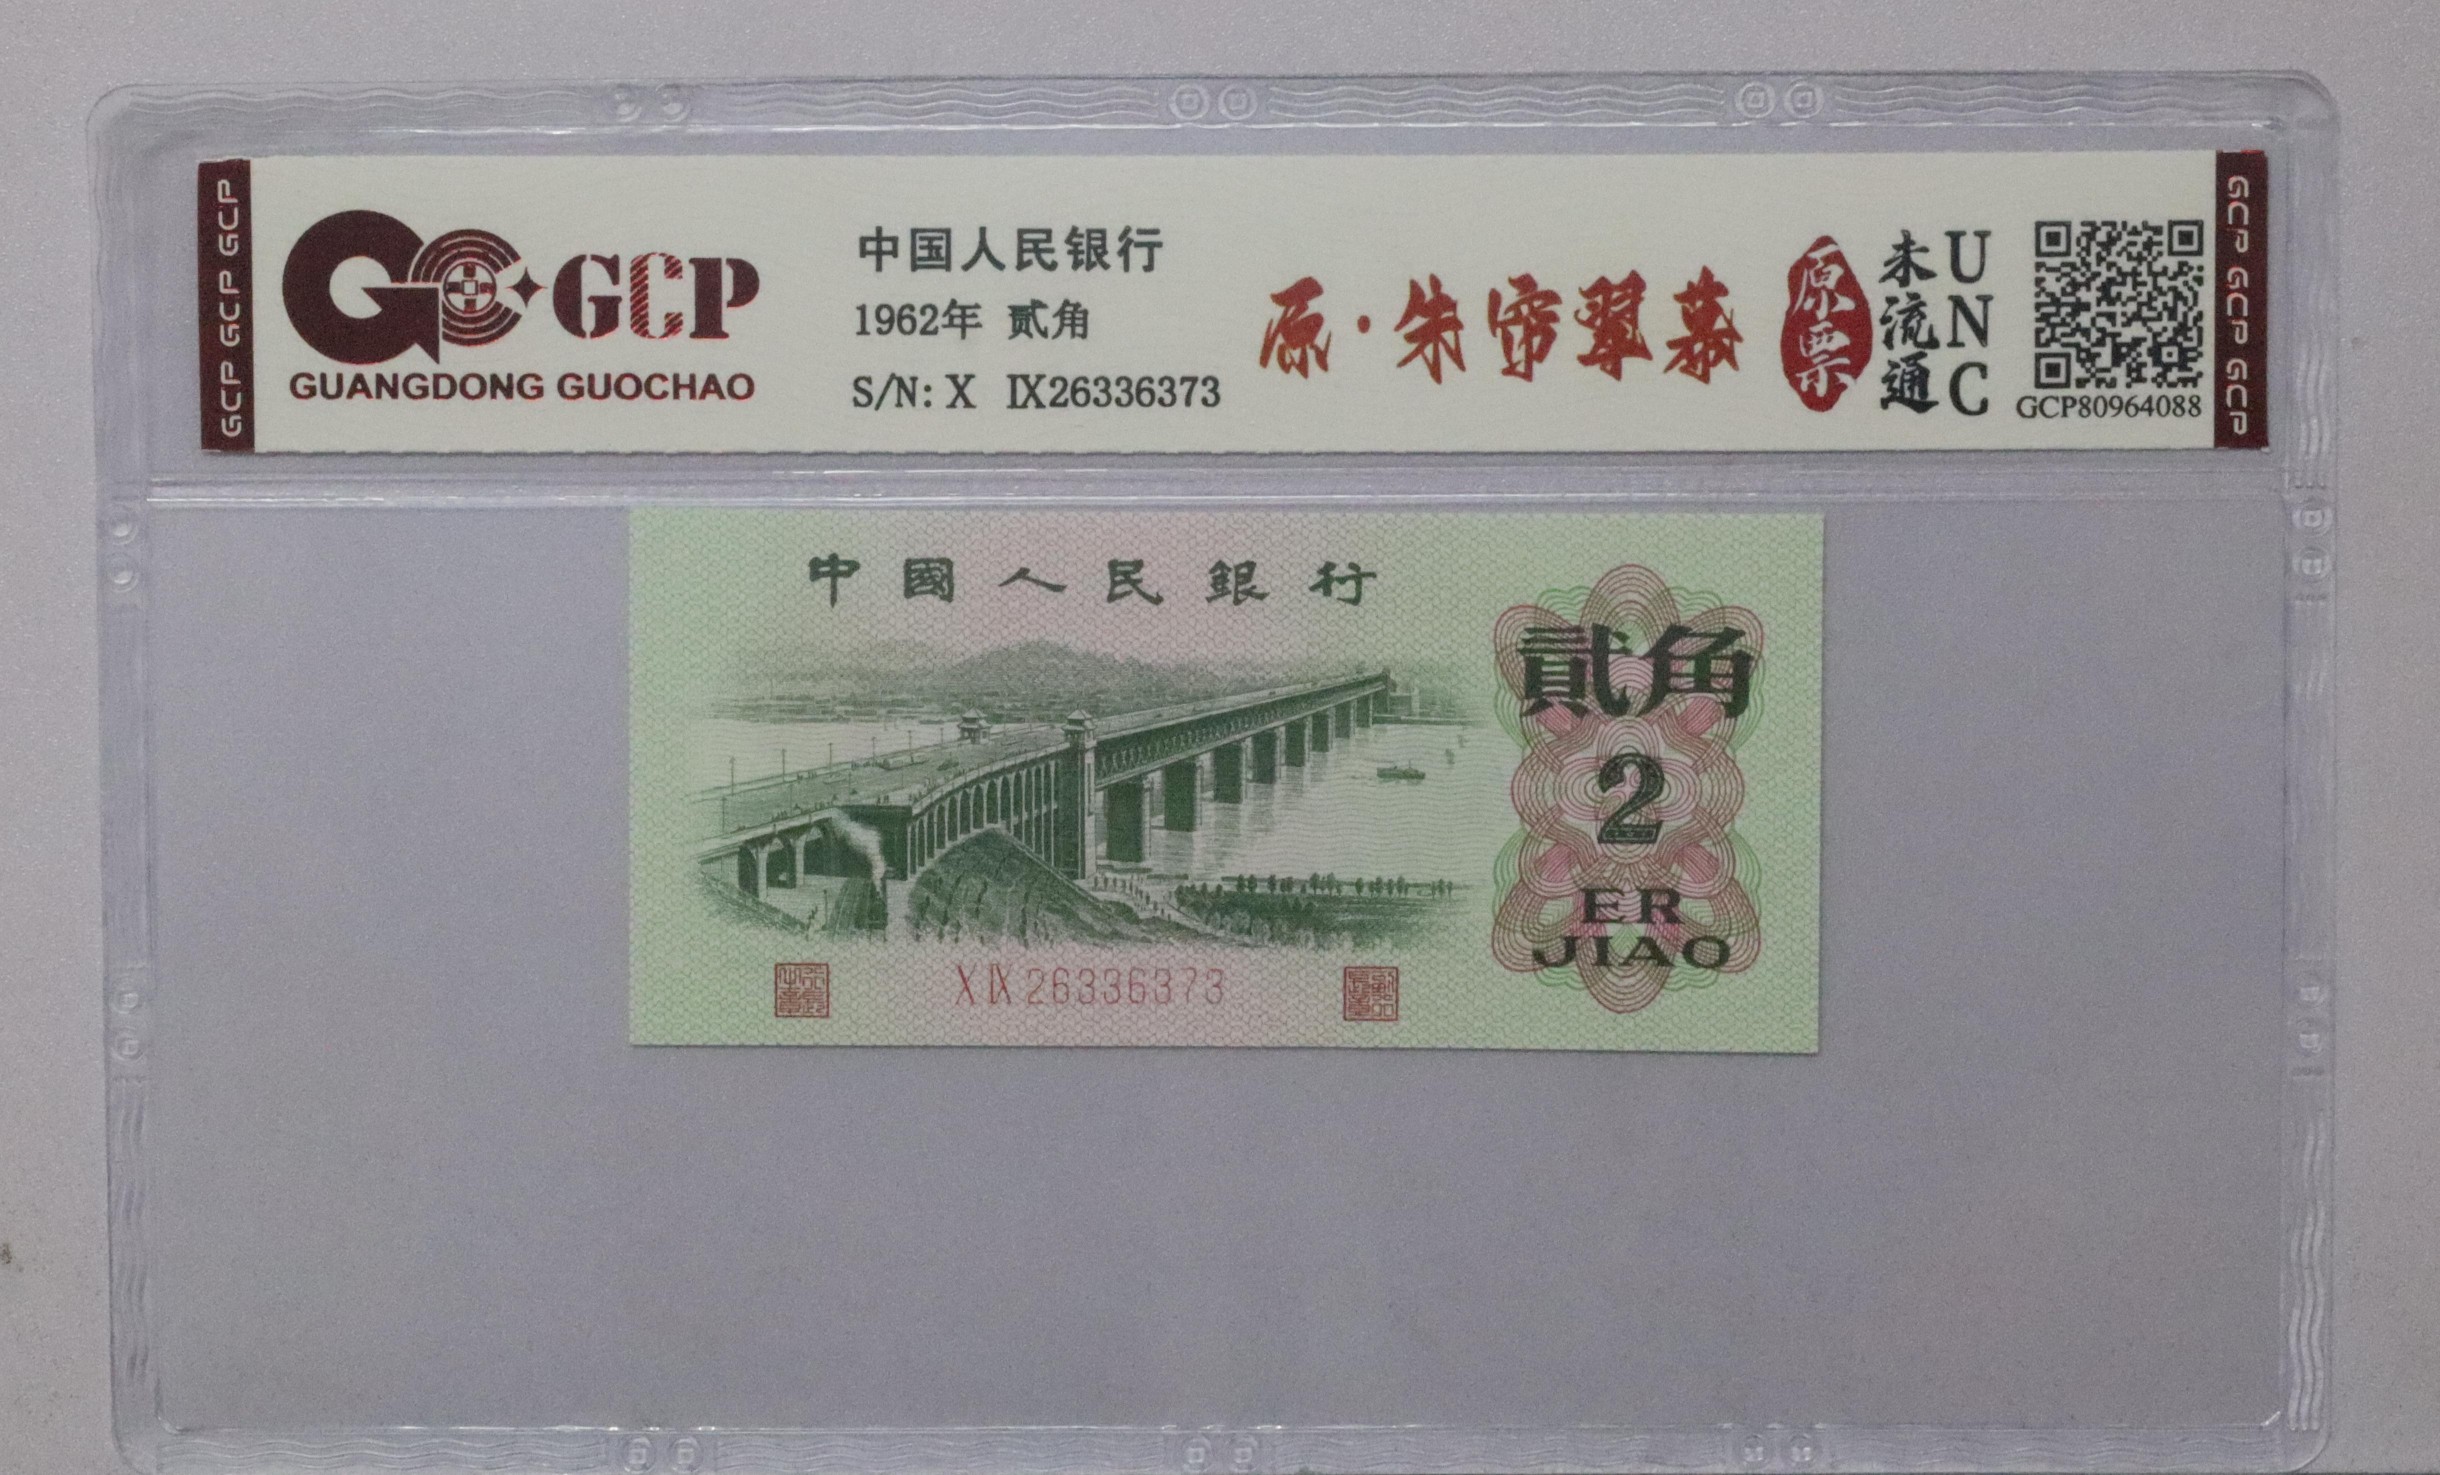 GCP GCP GCP
GCP
GUANGDONG GUOCHAO
中国人民银行
1962年 贰角
S/N: X Ⅸ26336373
原·朱帘翠幕
原票
未流通
UNC
GCP80964088
GCP GCP GCP
中國人民銀行
貳角
2
ER
JIAO
X Ⅸ 26336373